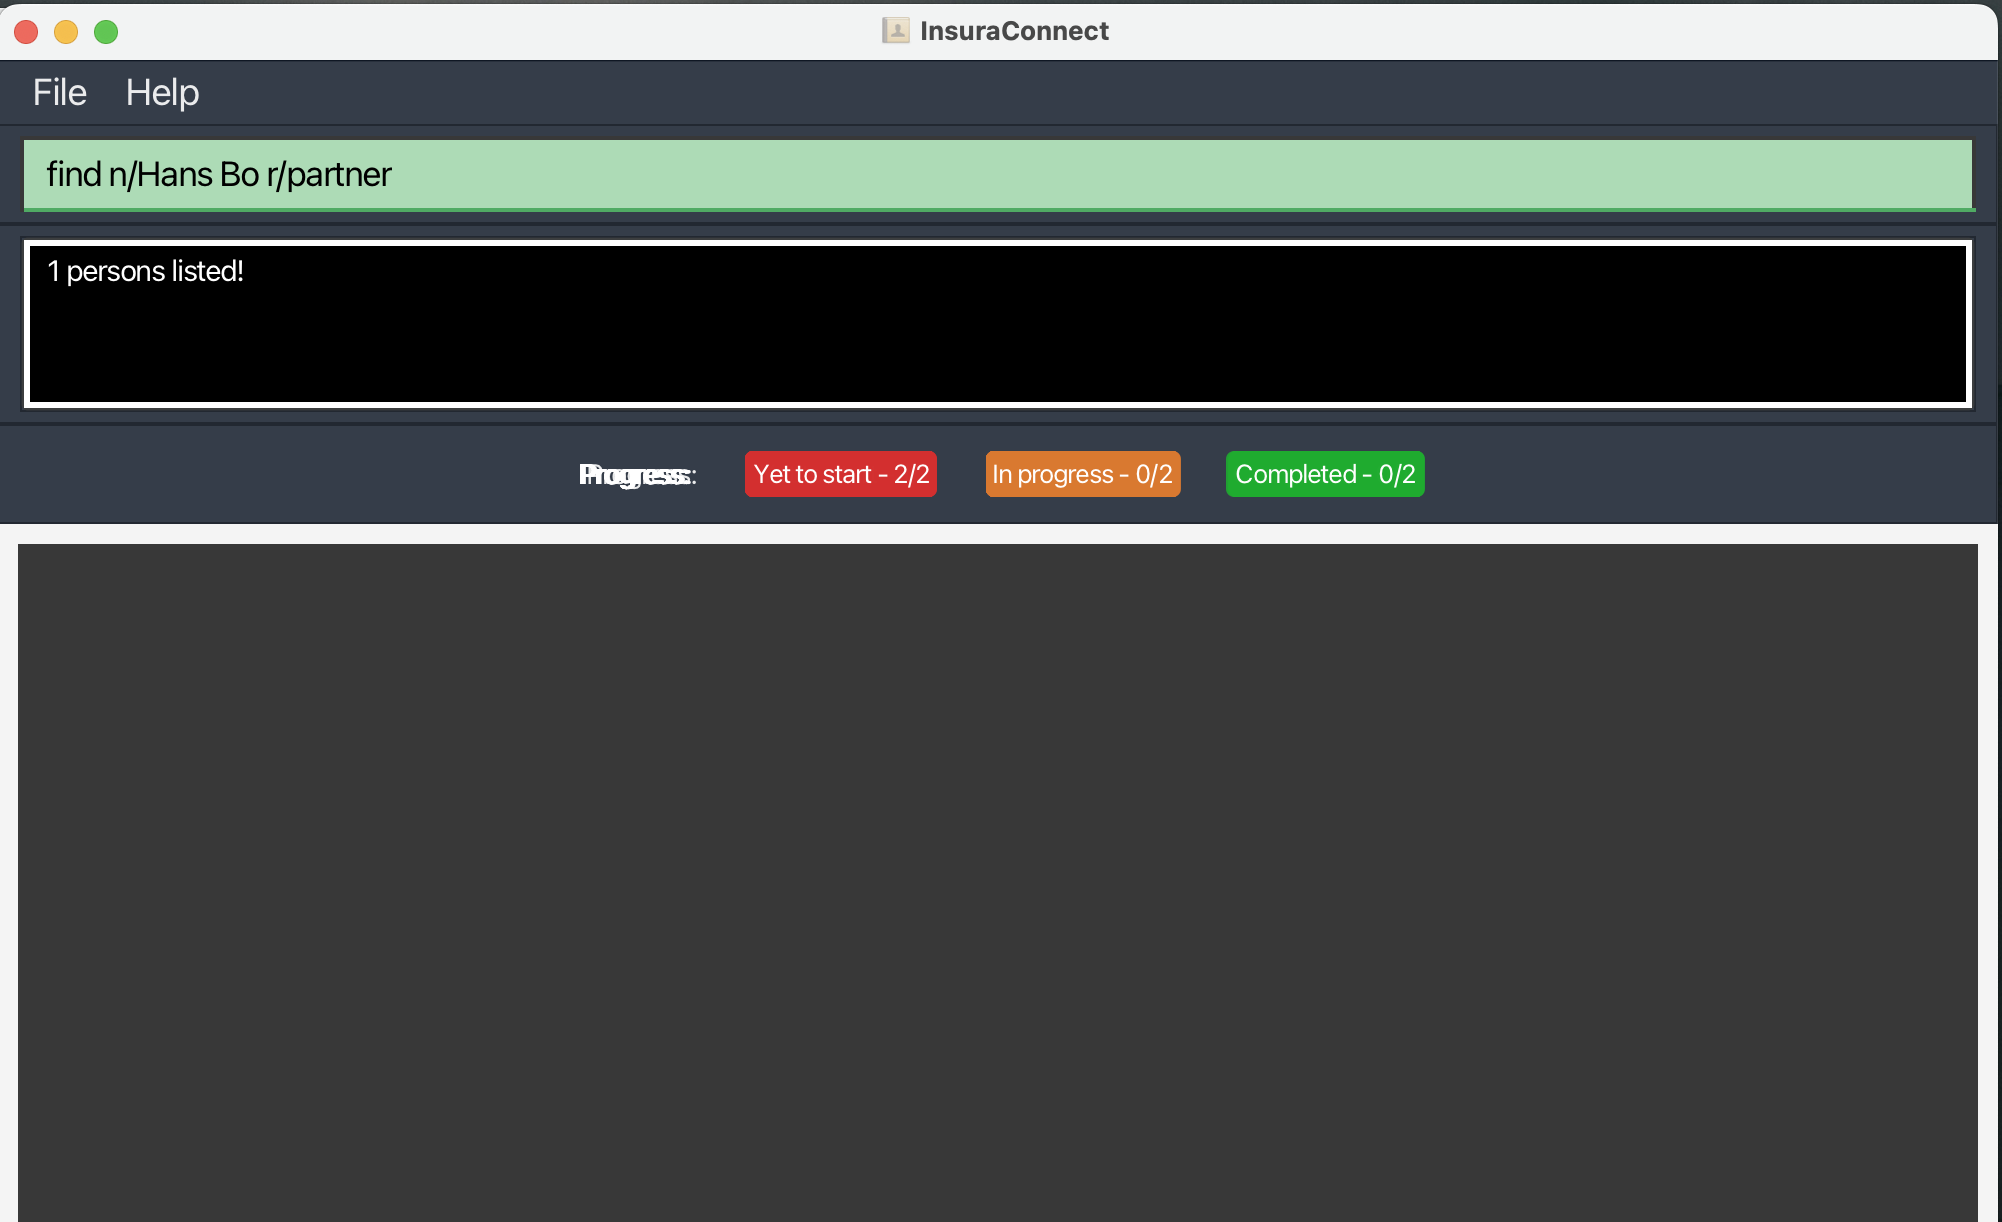 InsuraConnect
File Help
find n/Hans Bo r/partner
1 persons listed!
Progress: Yet to start - 2/2 In progress - 0/2 Completed - 0/2